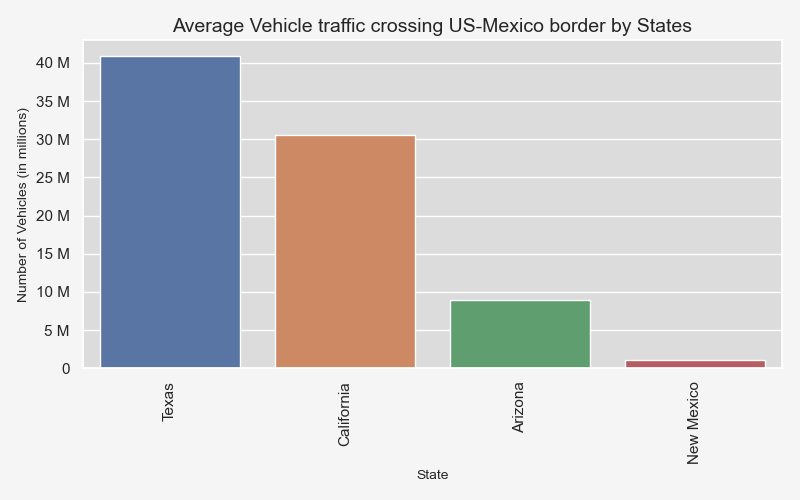 Average Vehicle traffic crossing US-Mexico border by States
Number of Vehicles (in millions)
40 M
35 M
30 M
25 M
20 M
15 M
10 M
5 M
0
Texas
California
Arizona
New Mexico
State